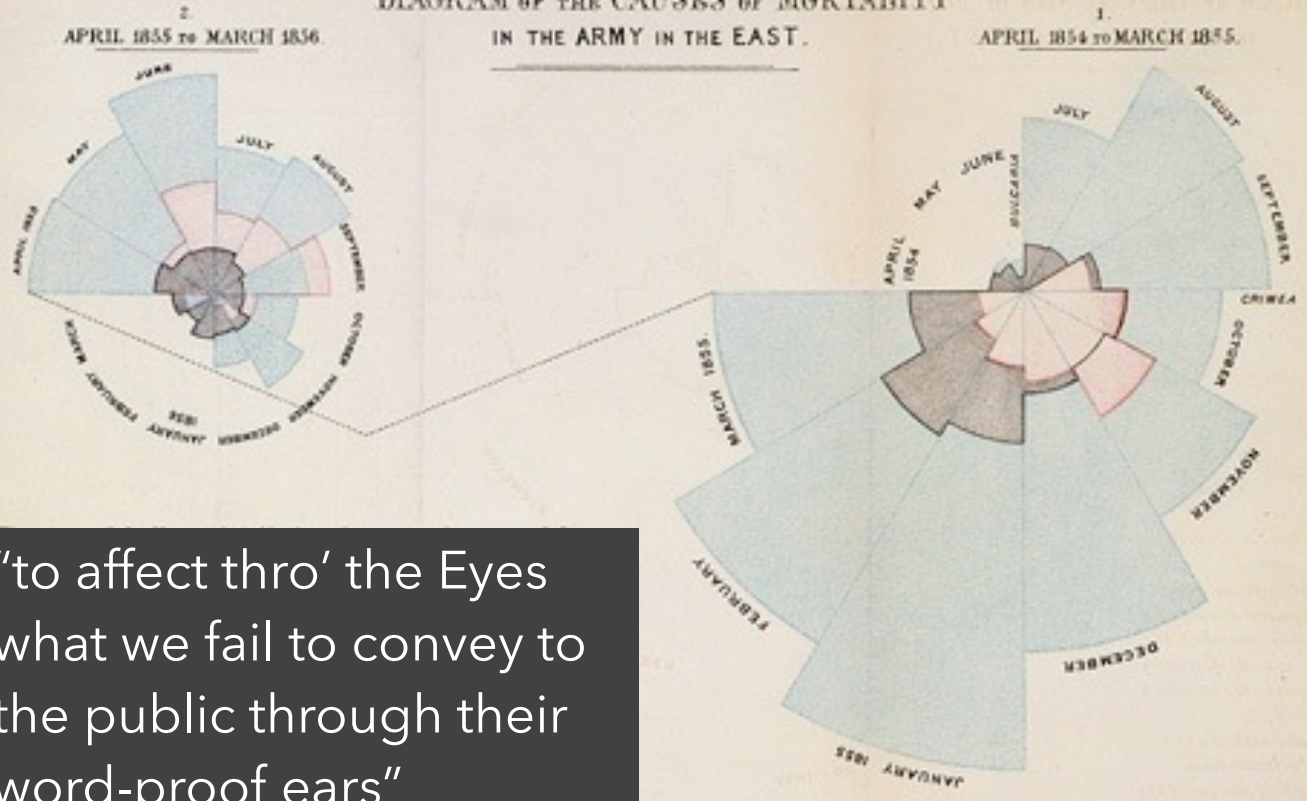 DIAGRAM OF THE CAUSES OF MORTALITY
IN THE ARMY IN THE EAST.
2.
APRIL 1855 TO MARCH 1856.
JUNE
JULY
AUGUST
MAY
SEPTEMBER
APRIL 1855
OCTOBER
NOVEMBER
DECEMBER
JANUARY 1856
FEBRUARY
MARCH
1.
APRIL 1854 TO MARCH 1855.
AUGUST
JULY
JUNE
BULGARIA
MAY
SEPTEMBER
APRIL 1854
CRIMEA
OCTOBER
MARCH 1855.
NOVEMBER
FEBRUARY
DECEMBER
JANUARY 1855
"to affect thro' the Eyes
what we fail to convey to
the public through their
word-proof ears"